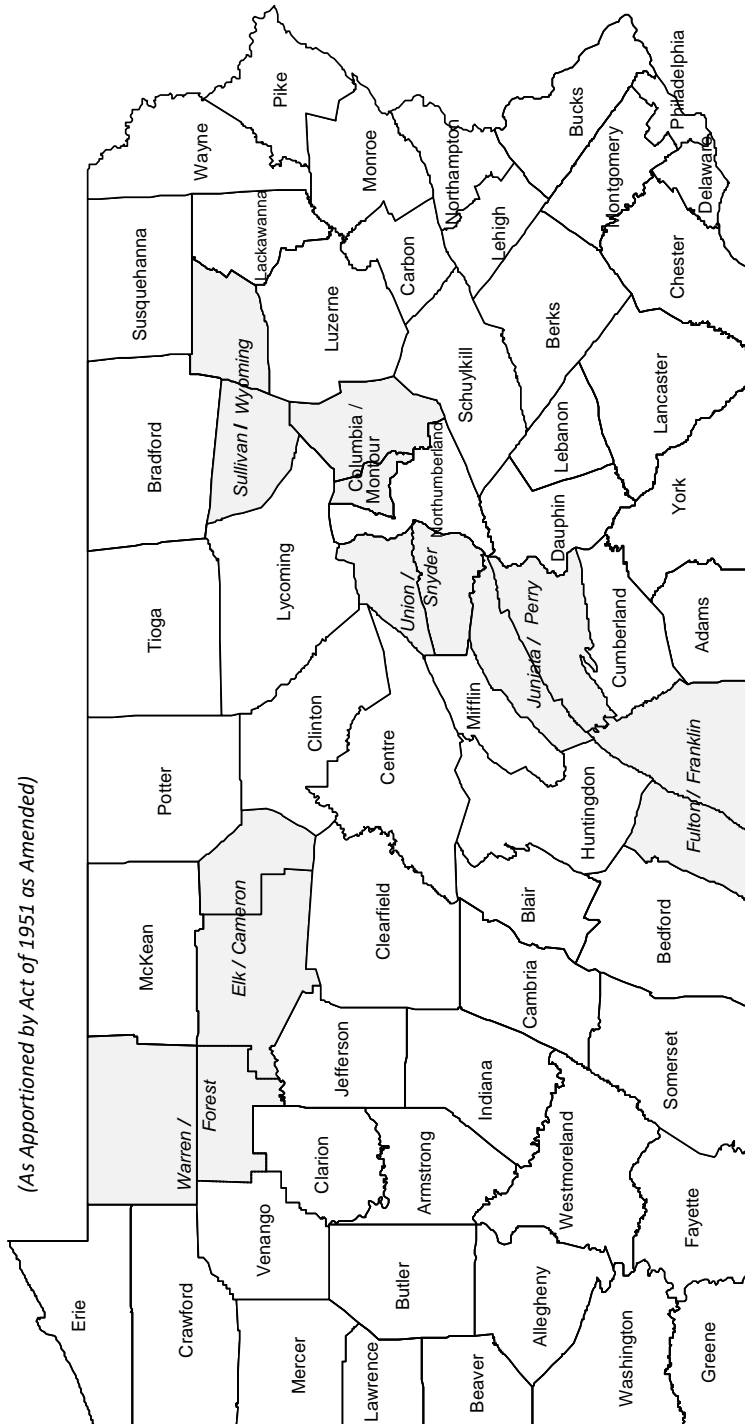 (As Apportioned by Act of 1951 as Amended)
Erie
Crawford
Mercer
Lawrence
Beaver
Washington
Greene
Warren /
Forest
Venango
Butler
Allegheny
Clarion
Armstrong
Westmoreland
Fayette
McKean
Elk / Cameron
Jefferson
Indiana
Somerset
Cambria
Clearfield
Blair
Bedford
Potter
Clinton
Centre
Huntingdon
Fulton / Franklin
Tioga
Lycoming
Mifflin
Juniata / Perry
Union /
Snyder
Cumberland
Adams
Bradford
Sullivan / Wyoming
Columbia /
Montour
Northumberland
Dauphin
York
Susquehanna
Lackawanna
Luzerne
Schuylkill
Lebanon
Lancaster
Wayne
Pike
Monroe
Carbon
Northampton
Lehigh
Berks
Bucks
Montgomery
Philadelphia
Delaware
Chester